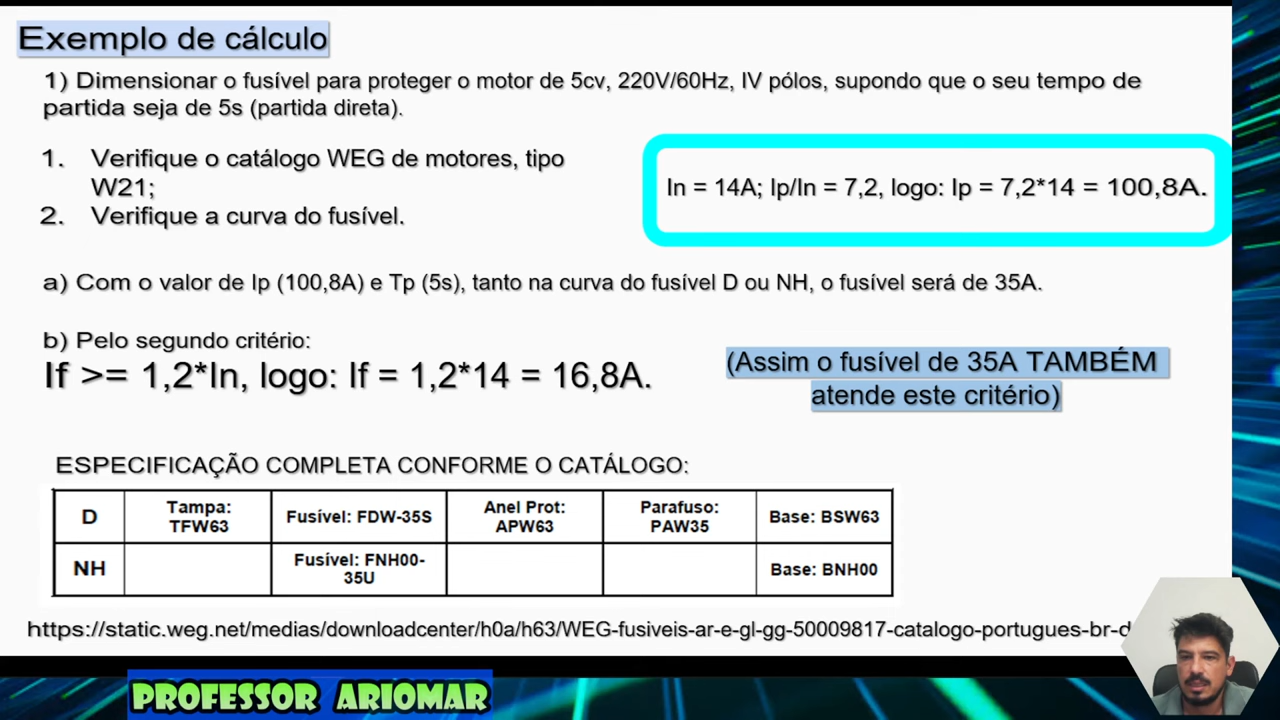 Exemplo de cálculo
1) Dimensionar o fusível para proteger o motor de 5cv, 220V/60Hz, IV pólos, supondo que o seu tempo de
partida seja de 5s (partida direta).
1. Verifique o catálogo WEG de motores, tipo
W21;
2. Verifique a curva do fusível.
In = 14A; Ip/In = 7,2, logo: Ip = 7,2*14 = 100,8A.
a) Com o valor de Ip (100,8A) e Tp (5s), tanto na curva do fusível D ou NH, o fusível será de 35A.
b) Pelo segundo critério:
If >= 1,2*In, logo: If = 1,2*14 = 16,8A.
(Assim o fusível de 35A TAMBÉM
atende este critério)
ESPECIFICAÇÃO COMPLETA CONFORME O CATÁLOGO:
D
Tampa:
TFW63
Fusível: FDW-35S
Anel Prot:
APW63
Parafuso:
PAW35
Base: BSW63
NH
Fusível: FNH00-
35U
Base: BNH00
https://static.weg.net/medias/downloadcenter/h0a/h63/WEG-fusiveis-ar-e-gl-gg-50009817-catalogo-portugues-br-d
PROFESSOR ARIOMAR